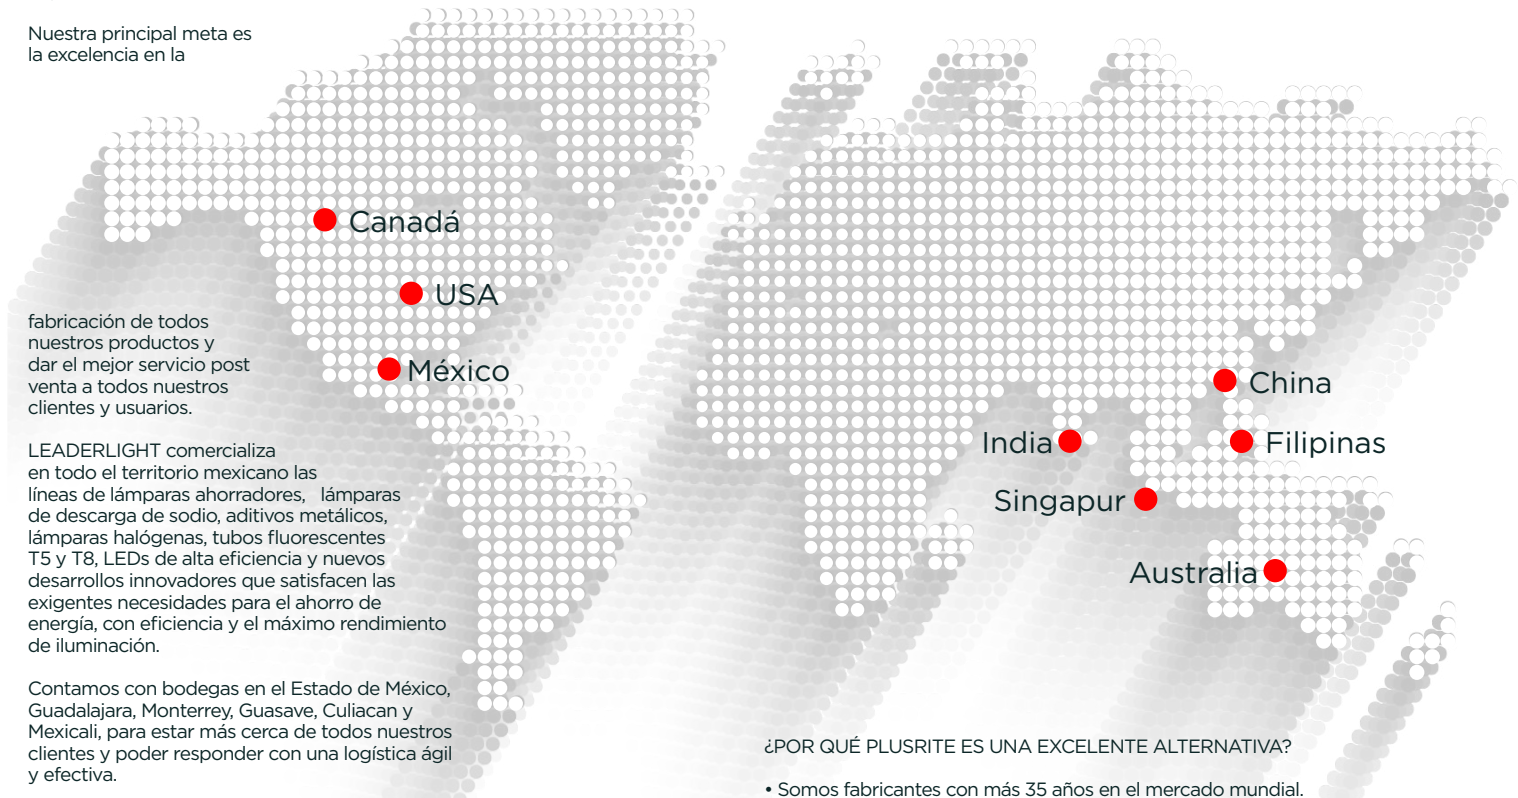 Nuestra principal meta es
la excelencia en la
fabricación de todos
nuestros productos y
dar el mejor servicio post
venta a todos nuestros
clientes y usuarios.
LEADERLIGHT comercializa
en todo el territorio mexicano las
líneas de lámparas ahorradores, lámparas
de descarga de sodio, aditivos metálicos,
lámparas halógenas, tubos fluorescentes
T5 y T8, LEDs de alta eficiencia y nuevos
desarrollos innovadores que satisfacen las
exigentes necesidades para el ahorro de
energía, con eficiencia y el máximo rendimiento
de iluminación.
Contamos con bodegas en el Estado de México,
Guadalajara, Monterrey, Guasave, Culiacan y
Mexicali, para estar más cerca de todos nuestros
clientes y poder responder con una logística ágil
y efectiva.
Canadá
USA
México
China
India
Filipinas
Singapur
Australia
¿POR QUÉ PLUSRITE ES UNA EXCELENTE ALTERNATIVA?
• Somos fabricantes con más 35 años en el mercado mundial.